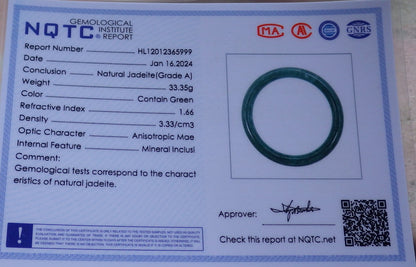 NQTC GEMOLOGICAL
INSTITUTE
REPORT
MA
GNRS
Report Number HL12012365999
Date Jan 16,2024
Conclusion Natural Jadeite(Grade A)
Weight 33.35g
Color Contain Green
Refractive Index 1.66
Density 3.33/cm3
Optic Character Anisotropic Mae
Internal Feature Mineral Inclusi
Comment:
Gemological tests correspond to the charact
eristics of natural jadeite.
Approver:
Check this report at NQTC.net